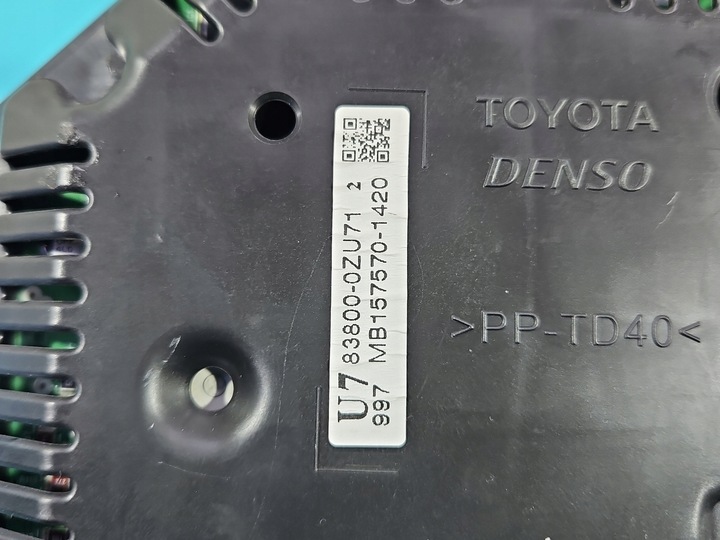 TOYOTA
DENSO
U7 83800-0ZU71 2
997 MB157570-1420
>PP-TD40<